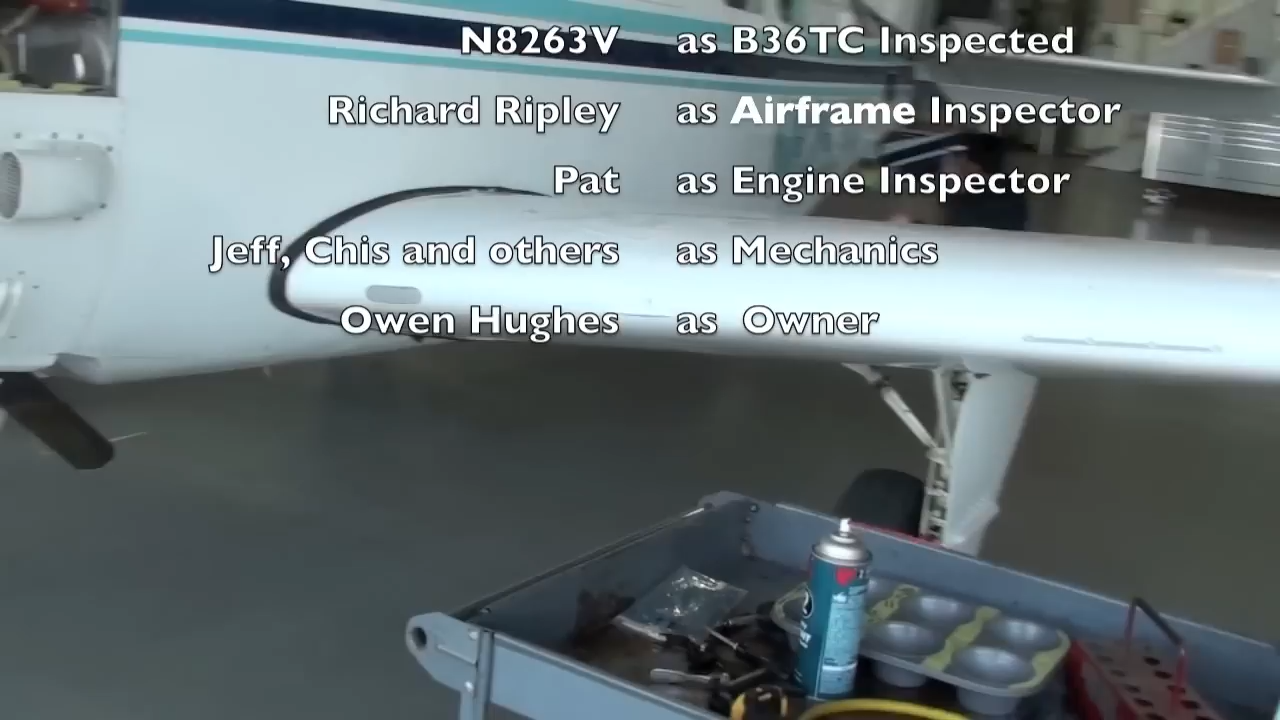 N8263V as B36TC Inspected
Richard Ripley as Airframe Inspector
Pat as Engine Inspector
Jeff, Chis and others as Mechanics
Owen Hughes as Owner